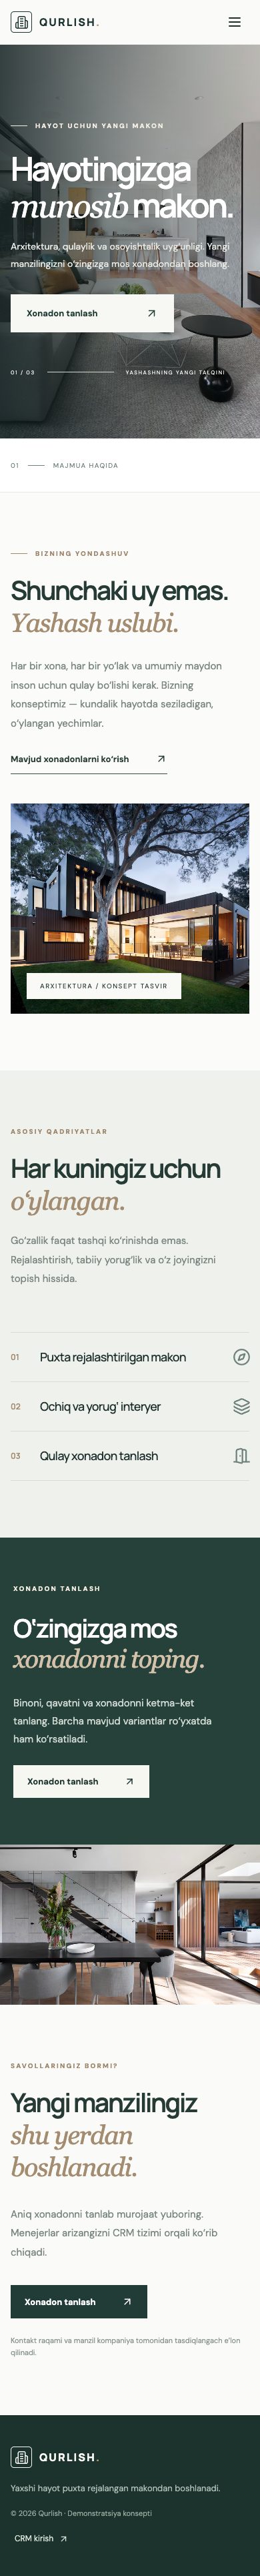 QURLISH.
HAYOT UCHUN YANGI MAKON
Hayotingizga
munosib makon.
Arxitektura, qulaylik va osoyishtalik uyg'unligi. Yangi
manzilingizni o'zingizga mos xonadondan boshlang.
Xonadon tanlash
01 / 03
YASHASHNING YANGI TALQINI
01
MAJMUA HAQIDA
BIZNING YONDASHUV
Shunchaki uy emas.
Yashash uslubi.
Har bir xona, har bir yo'lak va umumiy maydon
inson uchun qulay bo'lishi kerak. Bizning
konseptimiz — kundalik hayotda seziladigan,
o'ylangan yechimlar.
Mavjud xonadonlarni ko'rish
ARXITEKTURA / KONSEPT TASVIR
ASOSIY QADRIYATLAR
Har kuningiz uchun
o'ylangan.
Go'zallik faqat tashqi ko'rinishda emas.
Rejalashtirish, tabiiy yorug'lik va o'z joyingizni
topish hissida.
01 Puxta rejalashtirilgan makon
02 Ochiq va yorug' interyer
03 Qulay xonadon tanlash
XONADON TANLASH
O'zingizga mos
xonadonni toping.
Binoni, qavatni va xonadonni ketma-ket
tanlang. Barcha mavjud variantlar ro'yxatda
ham ko'rsatiladi.
Xonadon tanlash
SAVOLLARINGIZ BORMI?
Yangi manzilingiz
shu yerdan
boshlanadi.
Aniq xonadonni tanlab murojaat yuboring.
Menejerlar arizangizni CRM tizimi orqali ko'rib
chiqadi.
Xonadon tanlash
Kontakt raqami va manzil kompaniya tomonidan tasdiqlangach e'lon
qilinadi.
QURLISH.
Yaxshi hayot puxta rejalangan makondan boshlanadi.
© 2026 Qurlish · Demonstratsiya konsepti
CRM kirish